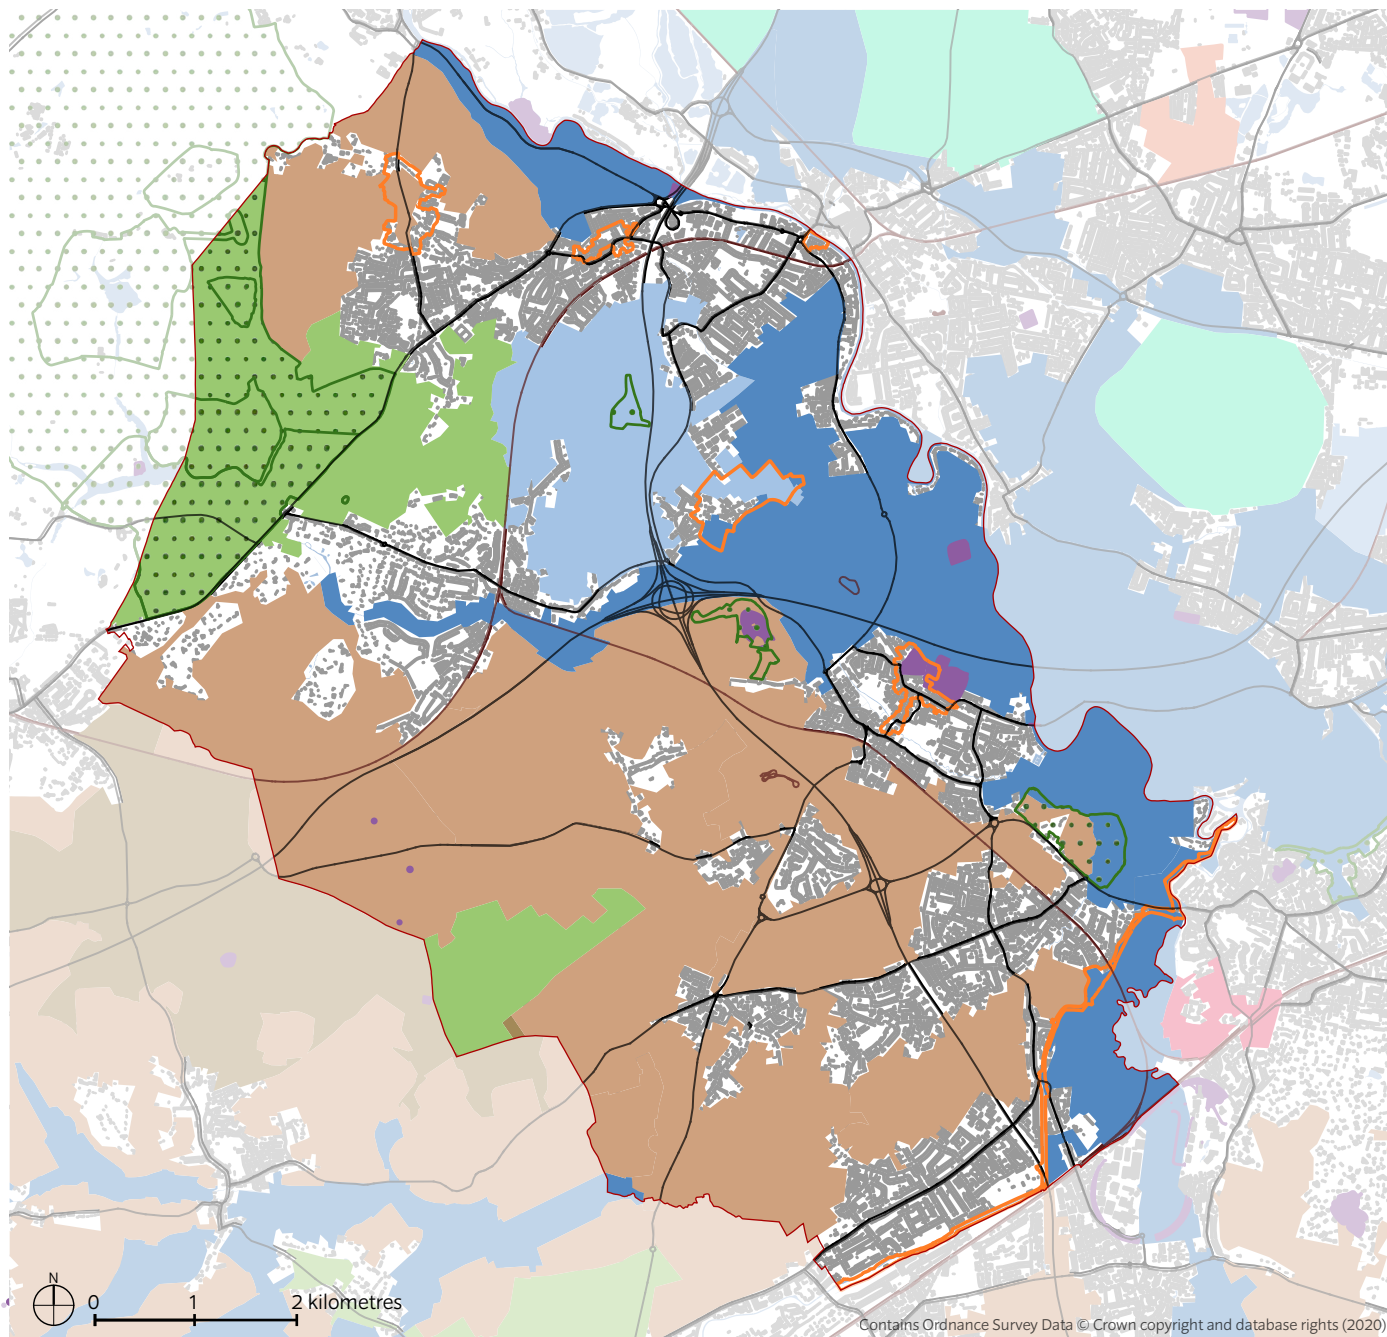 N
0 1 2 kilometres
Contains Ordnance Survey Data © Crown copyright and database rights (2020)